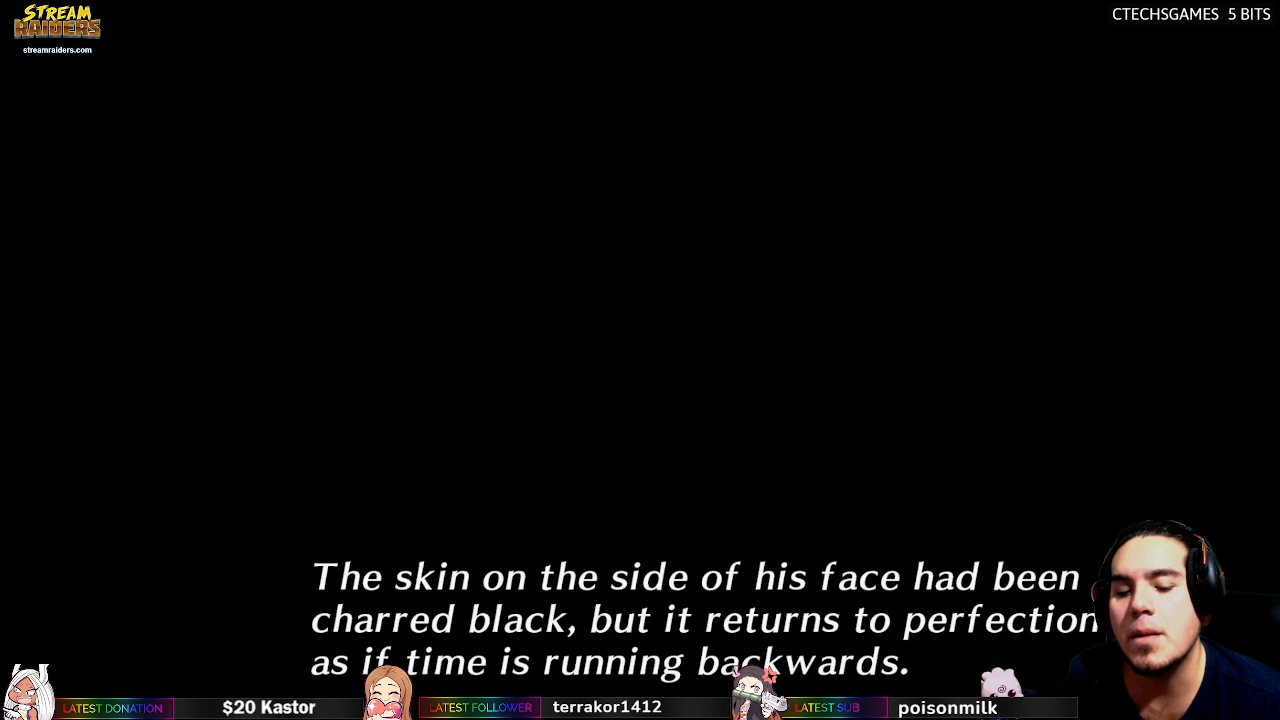 STREAM
RAIDERS
streamraiders.com
CTECHSGAMES 5 BITS
The skin on the side of his face had been
charred black, but it returns to perfection
as if time is running backwards.
LATEST DONATION
$20 Kastor
LATEST FOLLOWER
terrakor1412
LATEST SUB
poisonmilk